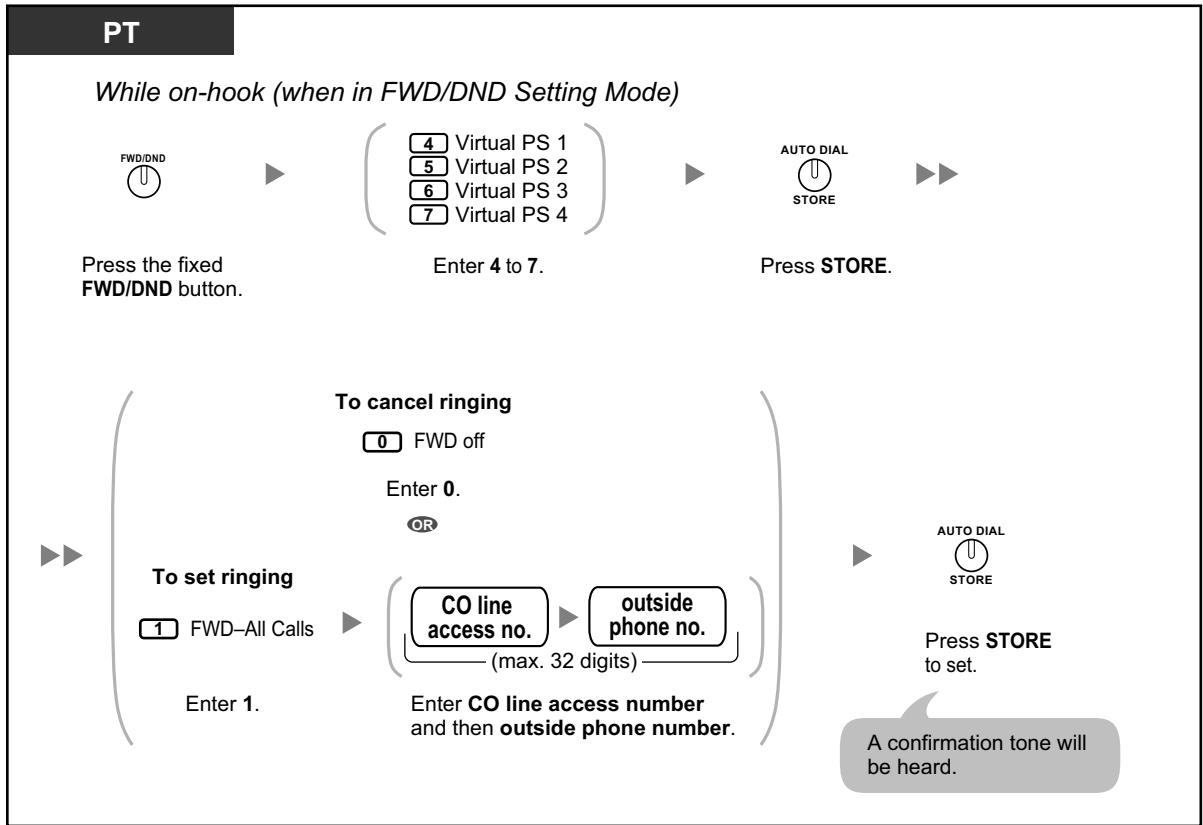 PT
While on-hook (when in FWD/DND Setting Mode)
FWD/DND
4 Virtual PS 1
5 Virtual PS 2
6 Virtual PS 3
7 Virtual PS 4
AUTO DIAL
STORE
Press the fixed
FWD/DND button.
Enter 4 to 7.
Press STORE.
To cancel ringing
0 FWD off
Enter 0.
OR
To set ringing
1 FWD–All Calls
Enter 1.
CO line
access no.
outside
phone no.
(max. 32 digits)
Enter CO line access number
and then outside phone number.
AUTO DIAL
STORE
Press STORE
to set.
A confirmation tone will
be heard.